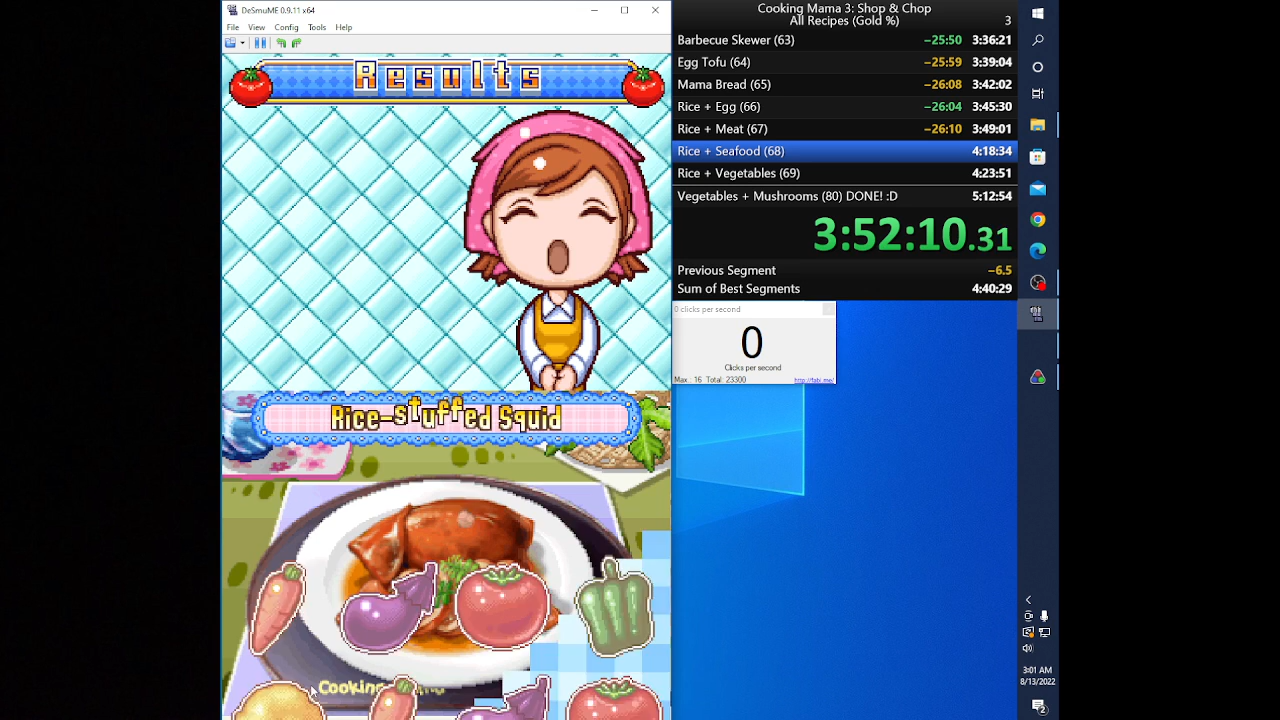 DeSmuME 0.9.11 x64
File View Config Tools Help
Results
Rice-stuffed Squid
Cooking
Cooking Mama 3: Shop & Chop
All Recipes (Gold %) 3
Barbecue Skewer (63) −25:50 3:36:21
Egg Tofu (64) −25:59 3:39:04
Mama Bread (65) −26:08 3:42:02
Rice + Egg (66) −26:04 3:45:30
Rice + Meat (67) −26:10 3:49:01
Rice + Seafood (68) 4:18:34
Rice + Vegetables (69) 4:23:51
Vegetables + Mushrooms (80) DONE! :D 5:12:54
3:52:10.31
Previous Segment −6.5
Sum of Best Segments 4:40:29
0 clicks per second
0
Clicks per second
Max : 16 Total: 23300 http://fabi.me/
3:01 AM
8/13/2022
2